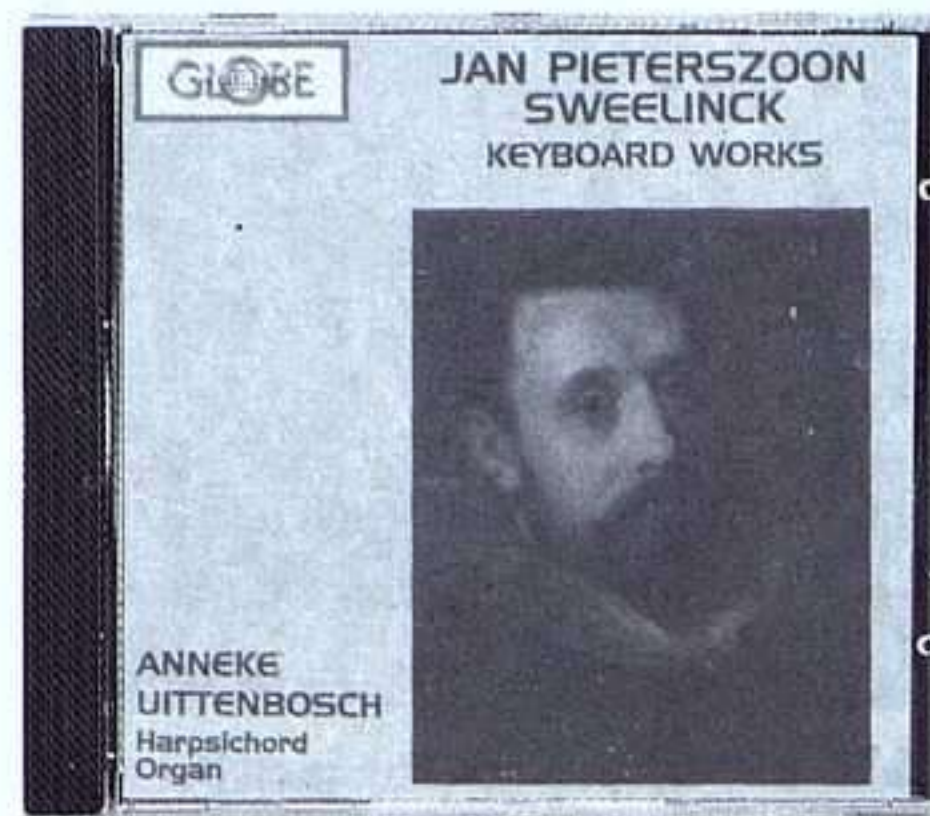 GLOBE
JAN PIETERSZOON
SWEELINCK
KEYBOARD WORKS
ANNEKE
UITTENBOSCH
Harpsichord
Organ